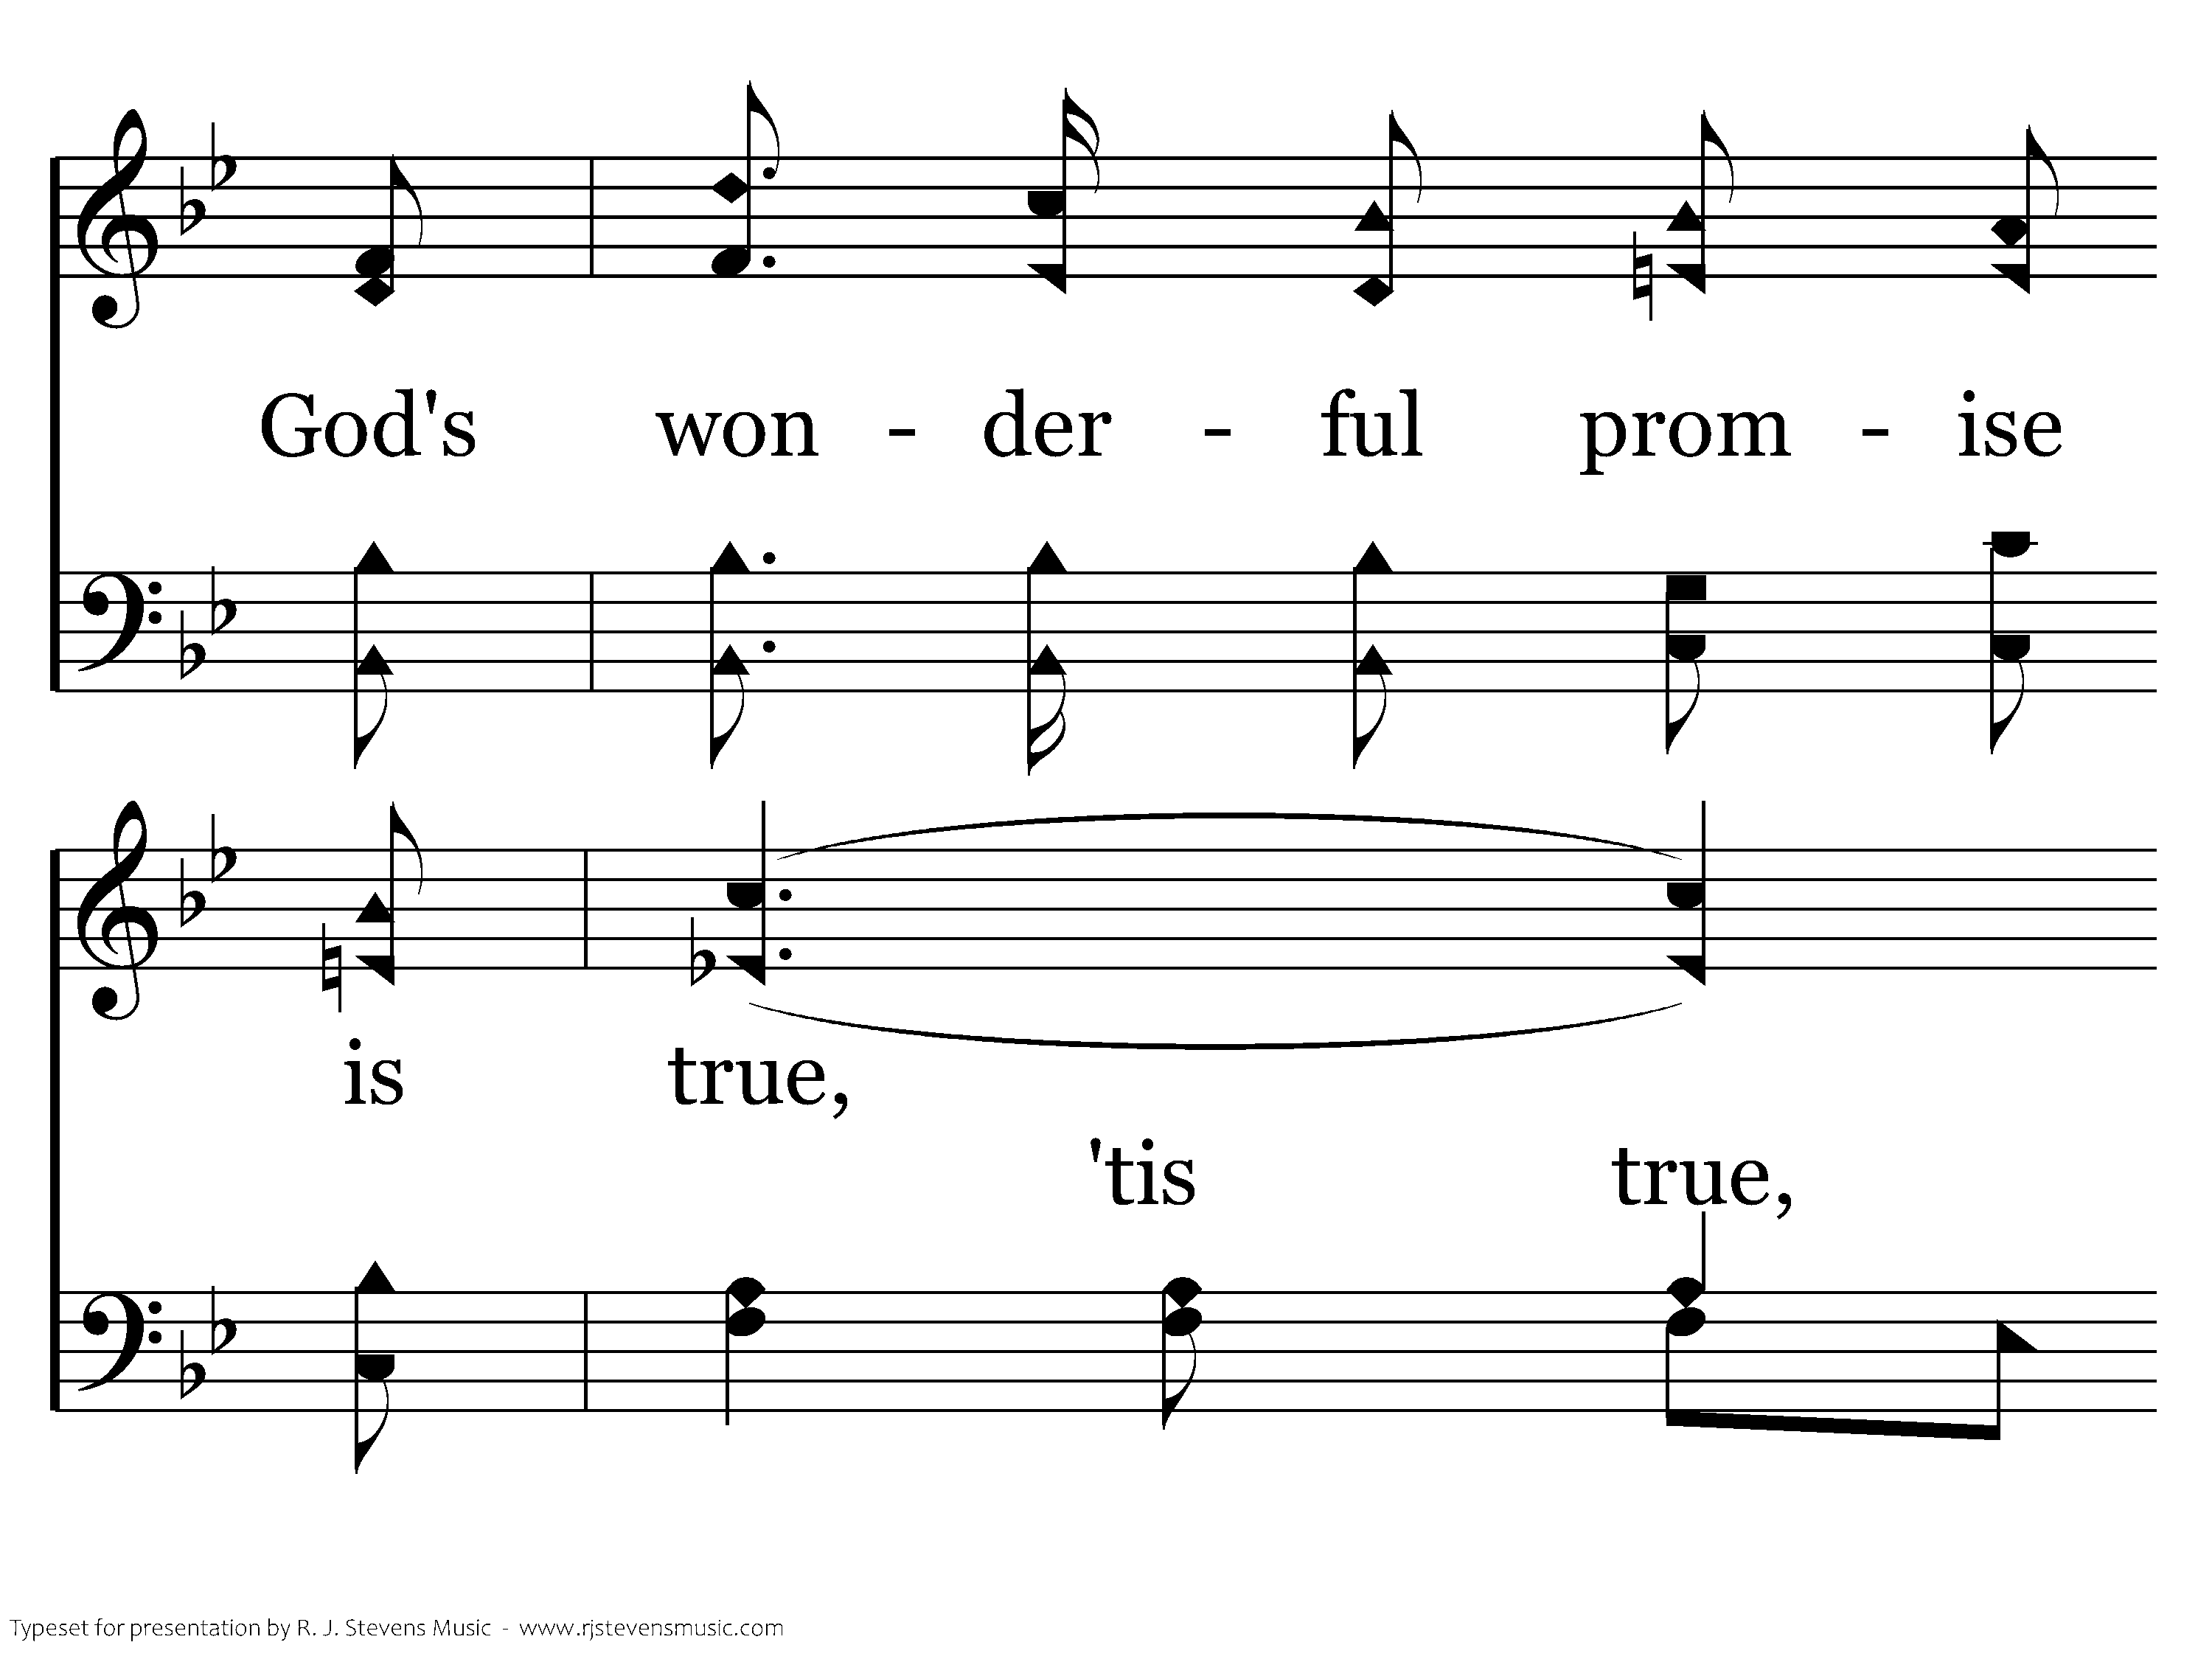 God's won - der - ful prom - ise
is true,
'tis true,
Typeset for presentation by R. J. Stevens Music - www.rjstevensmusic.com